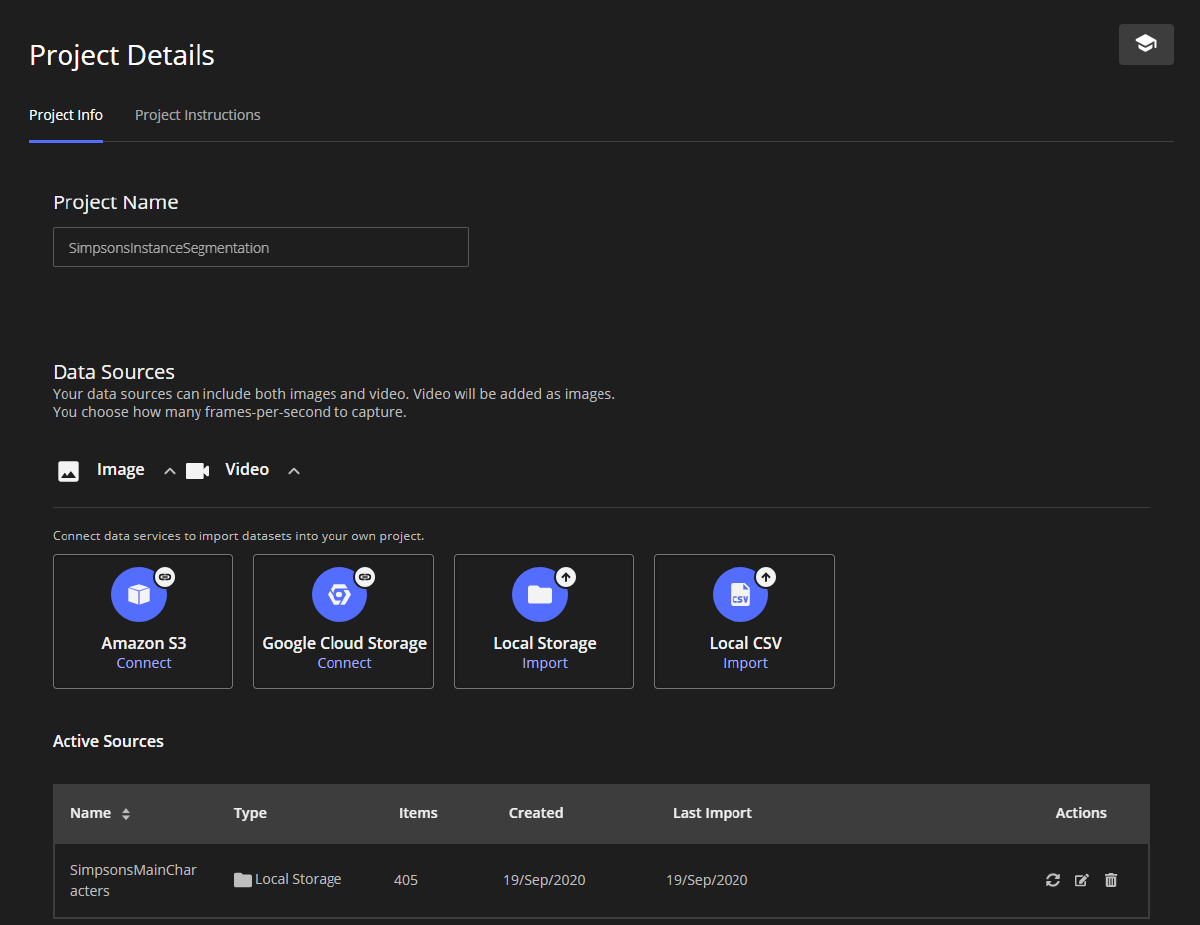 Project Details
Project Info Project Instructions
Project Name
SimpsonsInstanceSegmentation
Data Sources
Your data sources can include both images and video. Video will be added as images.
You choose how many frames-per-second to capture.
Image Video
Connect data services to import datasets into your own project.
Amazon S3
Connect
Google Cloud Storage
Connect
Local Storage
Import
CSV
Local CSV
Import
Active Sources
Name Type Items Created Last Import Actions
SimpsonsMainChar
acters
Local Storage 405 19/Sep/2020 19/Sep/2020